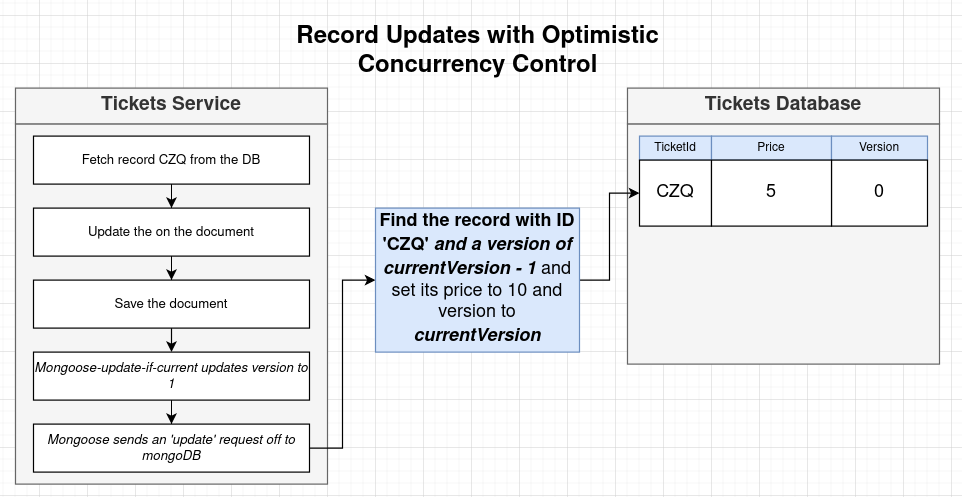 Record Updates with Optimistic
Concurrency Control
Tickets Service
Fetch record CZQ from the DB
Update the on the document
Save the document
Mongoose-update-if-current updates version to
1
Mongoose sends an 'update' request off to
mongoDB
Find the record with ID
'CZQ' and a version of
currentVersion - 1 and
set its price to 10 and
version to
currentVersion
Tickets Database
TicketId Price Version
CZQ 5 0